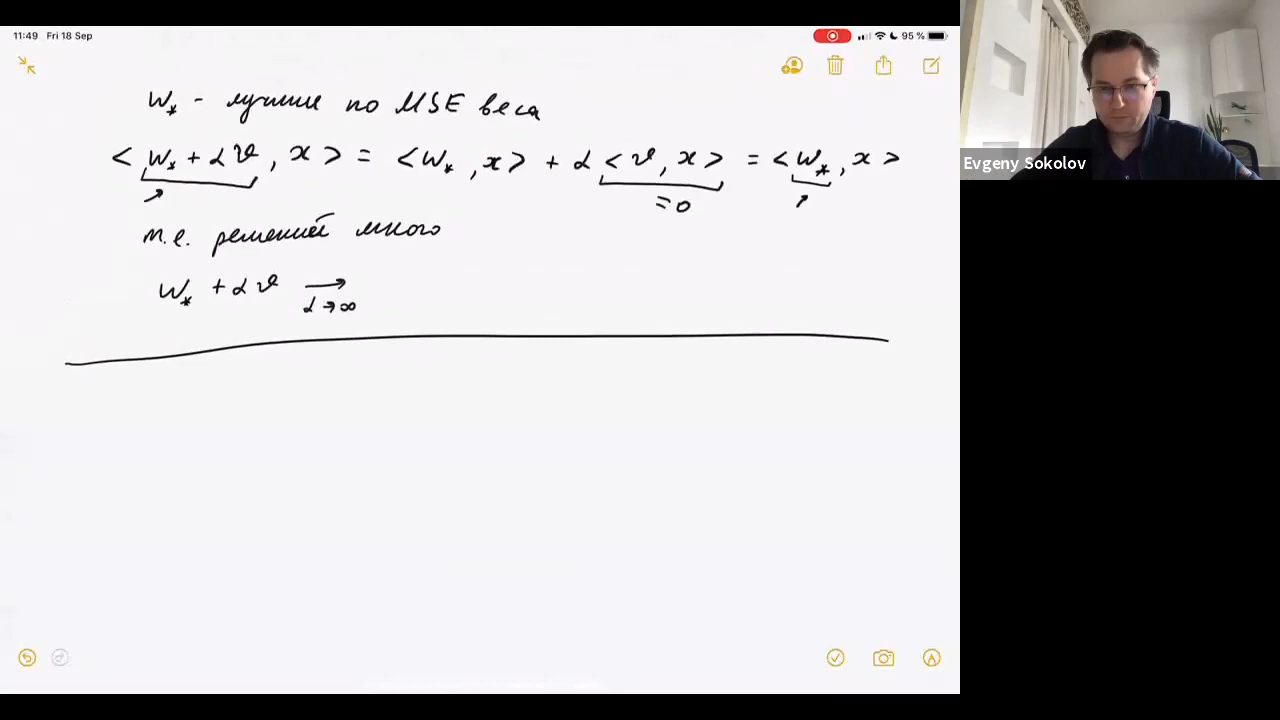 11:49 Fri 18 Sep 95 %
w* - лучшие по MSE веса
< w* + αv, x > = <w*, x> + α <v, x> = <w*, x>
= 0
т.е. решений много
w* + αv →
α → ∞
Evgeny Sokolov